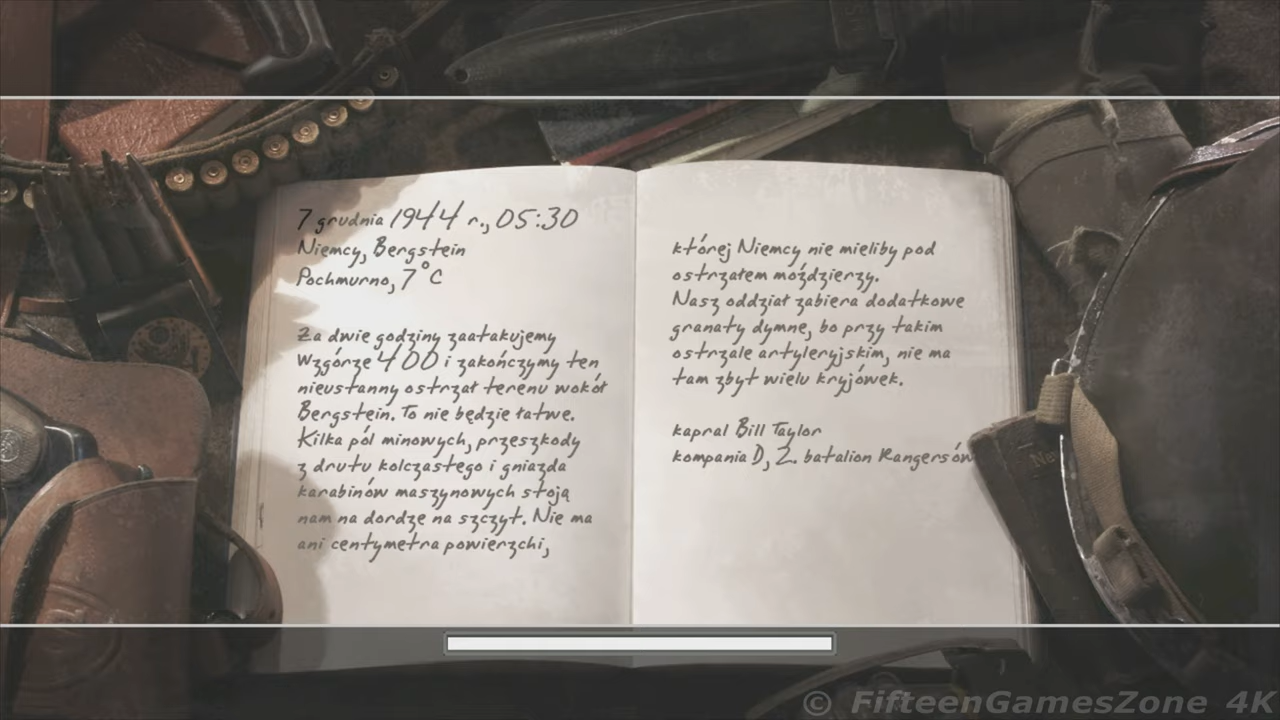 7 grudnia 1944 r., 05:30
Niemcy, Bergstein
Pochmurno, 7°C
Za dwie godziny zaatakujemy
Wzgórze 400 i zakończymy ten
nieustanny ostrzał terenu wokół
Bergstein. To nie będzie łatwe.
Kilka pól minowych, przeszkody
z drutu kolczastego i gniazda
karabinów maszynowych stoją
nam na dordze na szczyt. Nie ma
ani centymetra powierzchi,
której Niemcy nie mieliby pod
ostrzałem moździerzy.
Nasz oddział zabiera dodatkowe
granaty dymne, bo przy takim
ostrzale artyleryjskim, nie ma
tam zbyt wielu kryjówek.
kapral Bill Taylor
kompania D, 2. batalion Rangersów
© FifteenGamesZone 4K